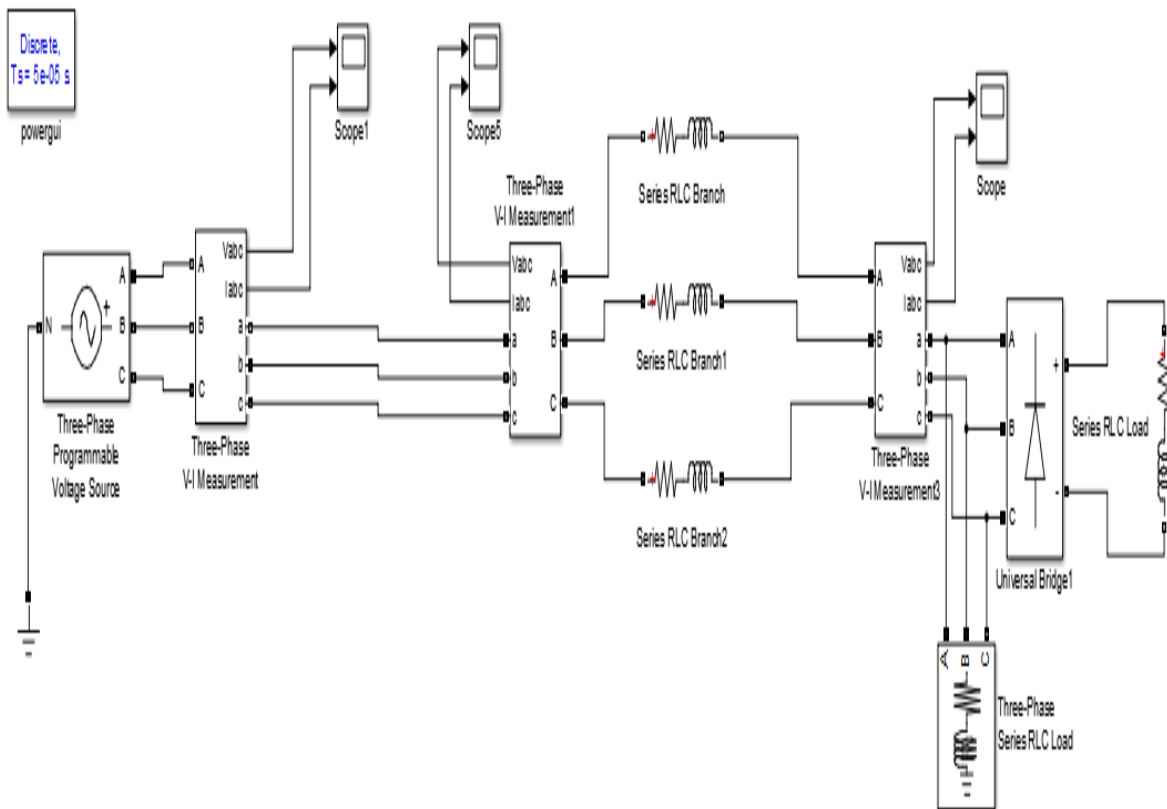 Discrete,
Ts = 5e-05 s.
powergui
Scope1
Scope5
Scope
Three-Phase
V-I Measurement1
Series RLC Branch
N
A
B
C
+
Three-Phase
Programmable
Voltage Source
A
B
C
Vabc
Iabc
a
b
c
Three-Phase
V-I Measurement
Vabc
Iabc
a
b
c
A
B
C
Series RLC Branch1
Series RLC Branch2
A
B
C
Vabc
Iabc
a
b
c
Three-Phase
V-I Measurement3
A
B
C
+
-
Universal Bridge1
Series RLC Load
A
B
C
Three-Phase
Series RLC Load